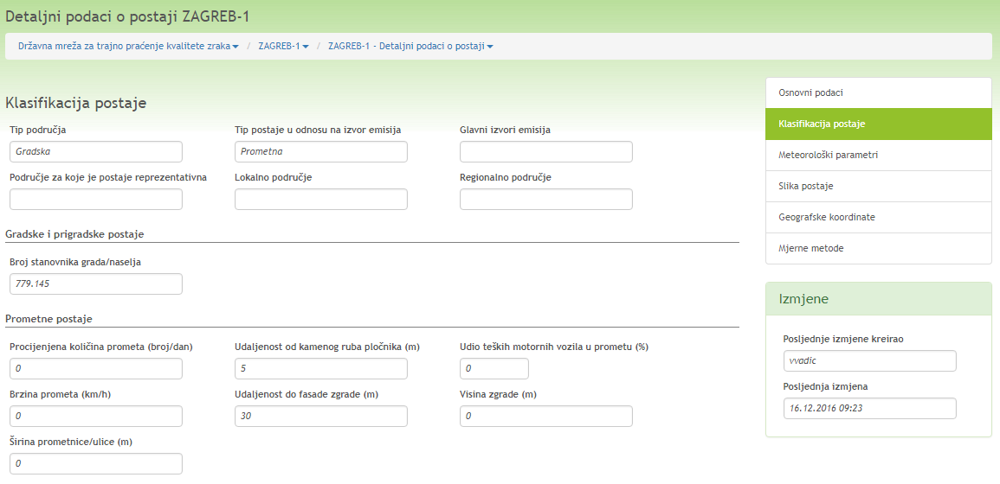 Detaljni podaci o postaji ZAGREB-1
Državna mreža za trajno praćenje kvalitete zraka / ZAGREB-1 / ZAGREB-1 - Detaljni podaci o postaji
Klasifikacija postaje
Tip područja Tip postaje u odnosu na izvor emisija Glavni izvori emisija
Gradska Prometna
Područje za koje je postaje reprezentativna Lokalno područje Regionalno područje
Gradske i prigradske postaje
Broj stanovnika grada/naselja
779.145
Prometne postaje
Procijenjena količina prometa (broj/dan) Udaljenost od kamenog ruba pločnika (m) Udio teških motornih vozila u prometu (%)
0 5 0
Brzina prometa (km/h) Udaljenost do fasade zgrade (m) Visina zgrade (m)
0 30 0
Širina prometnice/ulice (m)
0
Osnovni podaci
Klasifikacija postaje
Meteorološki parametri
Slika postaje
Geografske koordinate
Mjerne metode
Izmjene
Posljednje izmjene kreirao
vvadic
Posljednja izmjena
16.12.2016 09:23